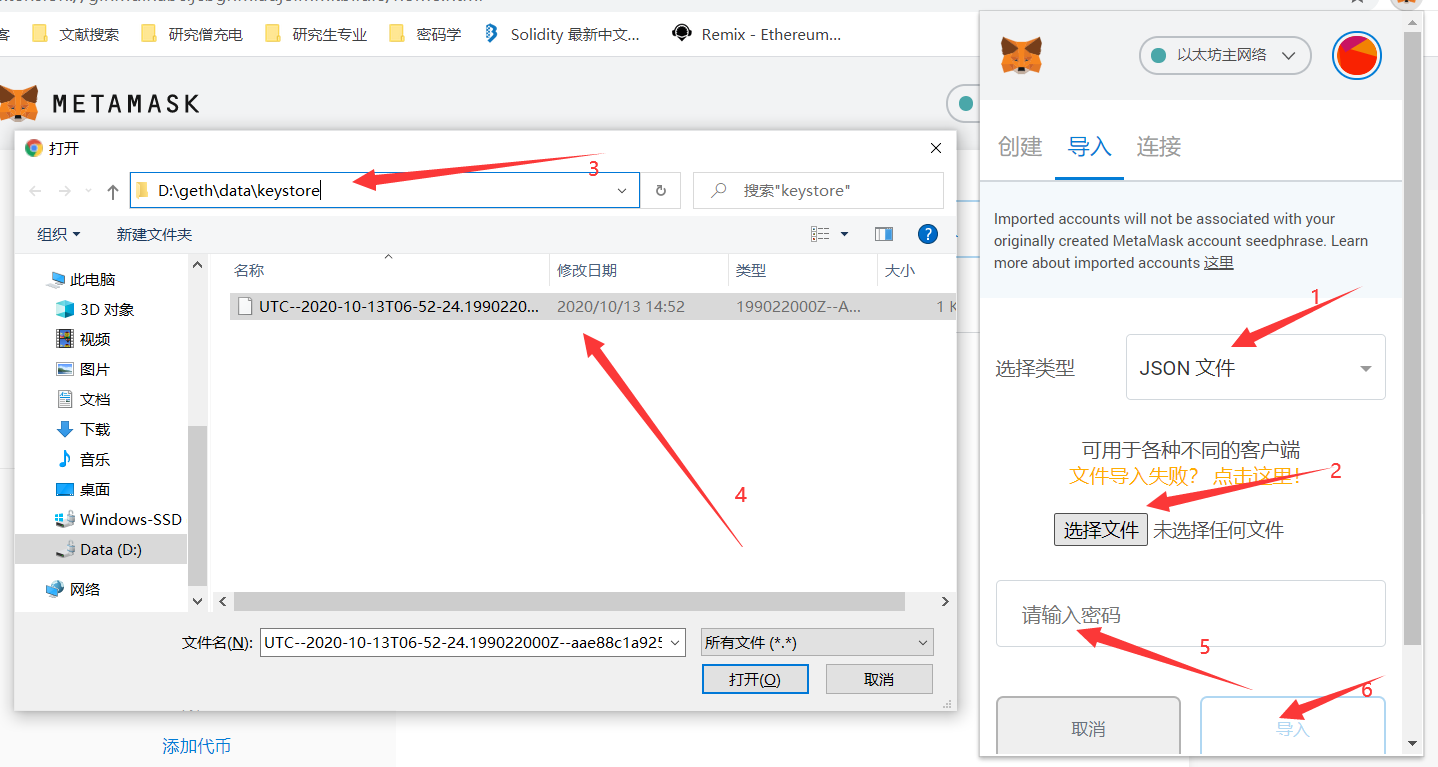 客 文献搜索 研究僧充电 研究生专业 密码学 Solidity 最新中文... Remix - Ethereum...
METAMASK
打开
D:\geth\data\keystore
搜索"keystore"
3
组织 新建文件夹
名称 修改日期 类型 大小
UTC--2020-10-13T06-52-24.1990220... 2020/10/13 14:52 199022000Z--A... 1 K
此电脑
3D 对象
视频
图片
文档
下载
音乐
桌面
Windows-SSD
Data (D:)
网络
4
文件名(N): UTC--2020-10-13T06-52-24.199022000Z--aae88c1a925 所有文件 (*.*)
打开(O) 取消
添加代币
以太坊主网络
创建 导入 连接
Imported accounts will not be associated with your
originally created MetaMask account seedphrase. Learn
more about imported accounts 这里
1
选择类型 JSON 文件
可用于各种不同的客户端
文件导入失败? 点击这里!
2
选择文件 未选择任何文件
请输入密码
5
6
取消 导入